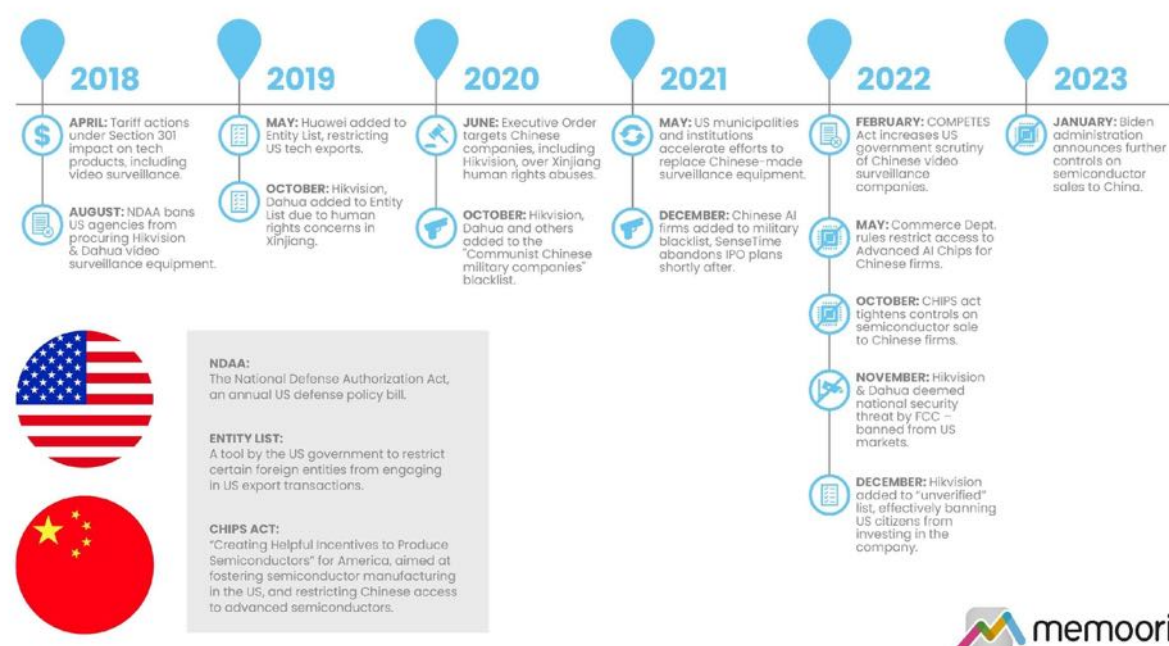 2018
APRIL: Tariff actions
under Section 301
impact on tech
products, including
video surveillance.
AUGUST: NDAA bans
US agencies from
procuring Hikvision
& Dahua video
surveillance equipment.
2019
MAY: Huawei added to
Entity List, restricting
US tech exports.
OCTOBER: Hikvision,
Dahua added to Entity
List due to human
rights concerns in
Xinjiang.
2020
JUNE: Executive Order
targets Chinese
companies, including
Hikvision, over Xinjiang
human rights abuses.
OCTOBER: Hikvision,
Dahua and others
added to the
"Communist Chinese
military companies"
blacklist.
2021
MAY: US municipalities
and institutions
accelerate efforts to
replace Chinese-made
surveillance equipment.
DECEMBER: Chinese AI
firms added to military
blacklist, SenseTime
abandons IPO plans
shortly after.
2022
FEBRUARY: COMPETES
Act increases US
government scrutiny
of Chinese video
surveillance
companies.
MAY: Commerce Dept.
rules restrict access to
Advanced AI Chips for
Chinese firms.
OCTOBER: CHIPS act
tightens controls on
semiconductor sale
to Chinese firms.
NOVEMBER: Hikvision
& Dahua deemed
national security
threat by FCC –
banned from US
markets.
DECEMBER: Hikvision
added to "unverified"
list, effectively banning
US citizens from
investing in the
company.
2023
JANUARY: Biden
administration
announces further
controls on
semiconductor
sales to China.
NDAA:
The National Defense Authorization Act,
an annual US defense policy bill.
ENTITY LIST:
A tool by the US government to restrict
certain foreign entities from engaging
in US export transactions.
CHIPS ACT:
"Creating Helpful Incentives to Produce
Semiconductors" for America, aimed at
fostering semiconductor manufacturing
in the US, and restricting Chinese access
to advanced semiconductors.
memoori